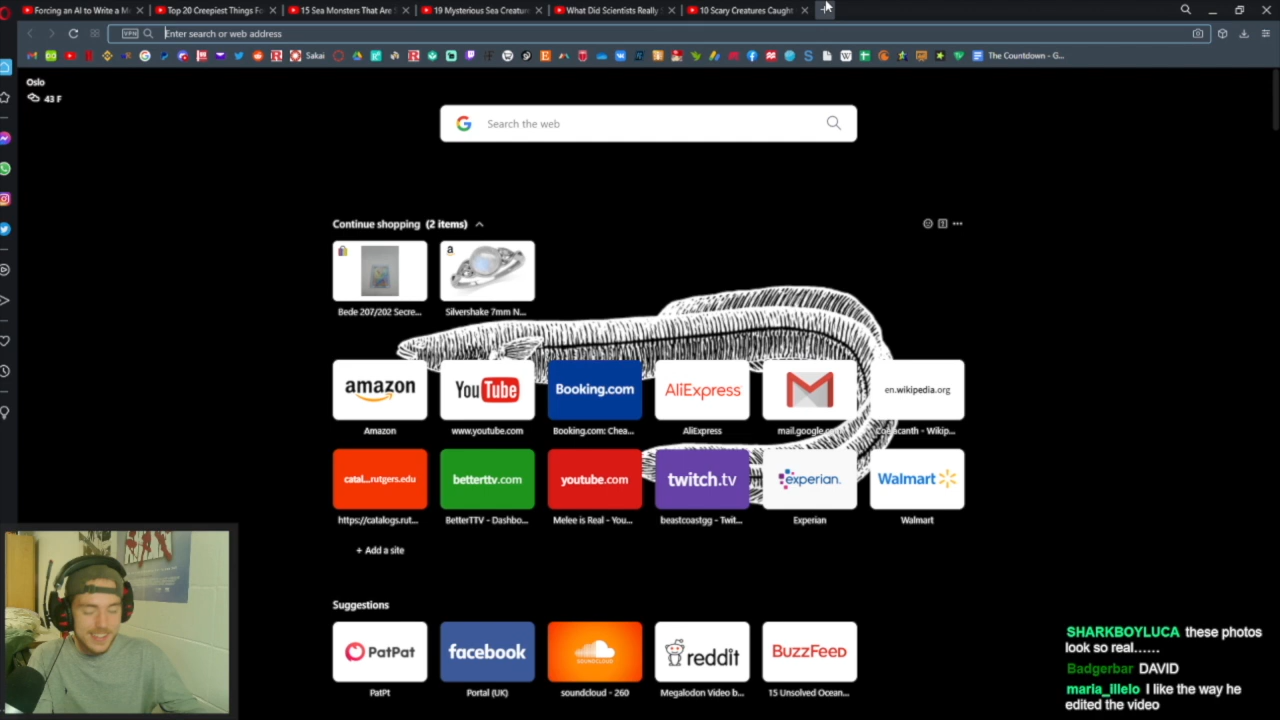 Forcing an AI to Write a M
Top 20 Creepiest Things Fo
15 Sea Monsters That Are
19 Mysterious Sea Creature
What Did Scientists Really
10 Scary Creatures Caught
VPN
Enter search or web address
Sakai
The Countdown - G...
Oslo
43 F
Search the web
Continue shopping (2 items)
Bede 207/202 Secre...
Silvershake 7mm N...
amazon
YouTube
Booking.com
AliExpress
en.wikipedia.org
Amazon
www.youtube.com
Booking.com: Chea...
AliExpress
mail.google.co
Coelacanth - Wikip...
catal...rutgers.edu
betterttv.com
youtube.com
twitch.tv
experian.
Walmart
https://catalogs.rut...
BetterTTV - Dashbo...
Melee is Real - You...
beastcoastgg - Twit...
Experian
Walmart
+ Add a site
Suggestions
PatPat
facebook
SOUNDCLOUD
reddit
BuzzFeed
PatPt
Portal (UK)
soundcloud - 260
Megalodon Video b...
15 Unsolved Ocean...
SHARKBOYLUCA these photos
look so real......
Badgerbar DAVID
maria_illelo I like the way he
edited the video